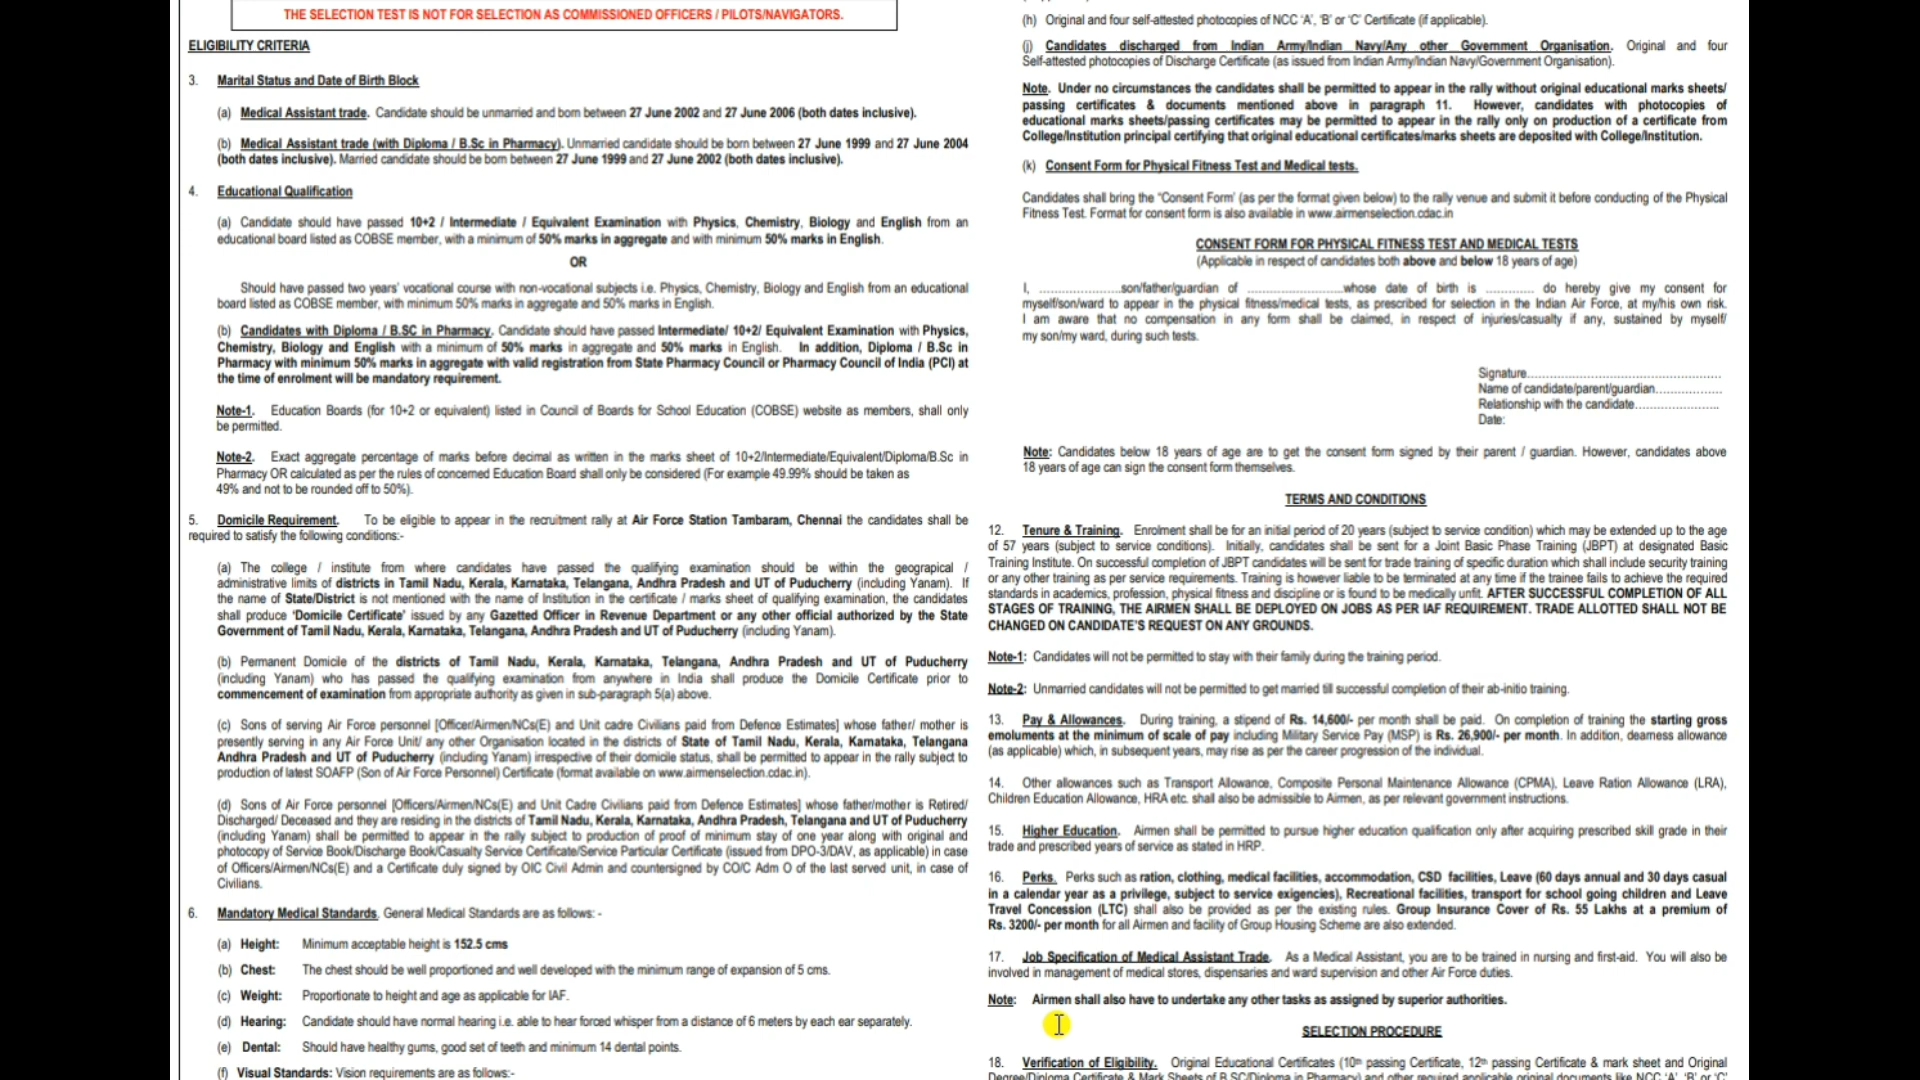 THE SELECTION TEST IS NOT FOR SELECTION AS COMMISSIONED OFFICERS / PILOTS/NAVIGATORS.
ELIGIBILITY CRITERIA
3. Marital Status and Date of Birth Block
(a) Medical Assistant trade. Candidate should be unmarried and born between 27 June 2002 and 27 June 2006 (both dates inclusive).
(b) Medical Assistant trade (with Diploma / B.Sc in Pharmacy). Unmarried candidate should be born between 27 June 1999 and 27 June 2004
(both dates inclusive). Married candidate should be born between 27 June 1999 and 27 June 2002 (both dates inclusive).
4. Educational Qualification
(a) Candidate should have passed 10+2 / Intermediate / Equivalent Examination with Physics, Chemistry, Biology and English from an
educational board listed as COBSE member, with a minimum of 50% marks in aggregate and with minimum 50% marks in English.
OR
Should have passed two years' vocational course with non-vocational subjects i.e. Physics, Chemistry, Biology and English from an educational
board listed as COBSE member, with minimum 50% marks in aggregate and 50% marks in English.
(b) Candidates with Diploma / B.SC in Pharmacy. Candidate should have passed Intermediate/ 10+2/ Equivalent Examination with Physics,
Chemistry, Biology and English with a minimum of 50% marks in aggregate and 50% marks in English. In addition, Diploma / B.Sc in
Pharmacy with minimum 50% marks in aggregate with valid registration from State Pharmacy Council or Pharmacy Council of India (PCI) at
the time of enrolment will be mandatory requirement.
Note-1. Education Boards (for 10+2 or equivalent) listed in Council of Boards for School Education (COBSE) website as members, shall only
be permitted.
Note-2. Exact aggregate percentage of marks before decimal as written in the marks sheet of 10+2/Intermediate/Equivalent/Diploma/B.Sc in
Pharmacy OR calculated as per the rules of concerned Education Board shall only be considered (For example 49.99% should be taken as
49% and not to be rounded off to 50%).
5. Domicile Requirement. To be eligible to appear in the recruitment rally at Air Force Station Tambaram, Chennai the candidates shall be
required to satisfy the following conditions:-
(a) The college / institute from where candidates have passed the qualifying examination should be within the geograpical /
administrative limits of districts in Tamil Nadu, Kerala, Karnataka, Telangana, Andhra Pradesh and UT of Puducherry (including Yanam). If
the name of State/District is not mentioned with the name of Institution in the certificate / marks sheet of qualifying examination, the candidates
shall produce 'Domicile Certificate' issued by any Gazetted Officer in Revenue Department or any other official authorized by the State
Government of Tamil Nadu, Kerala, Karnataka, Telangana, Andhra Pradesh and UT of Puducherry (including Yanam).
(b) Permanent Domicile of the districts of Tamil Nadu, Kerala, Karnataka, Telangana, Andhra Pradesh and UT of Puducherry
(including Yanam) who has passed the qualifying examination from anywhere in India shall produce the Domicile Certificate prior to
commencement of examination from appropriate authority as given in sub-paragraph 5(a) above.
(c) Sons of serving Air Force personnel [Officer/Airmen/NCs(E) and Unit cadre Civilians paid from Defence Estimates] whose father/ mother is
presently serving in any Air Force Unit/ any other Organisation located in the districts of State of Tamil Nadu, Kerala, Karnataka, Telangana
Andhra Pradesh and UT of Puducherry (including Yanam) irrespective of their domicile status, shall be permitted to appear in the rally subject to
production of latest SOAFP (Son of Air Force Personnel) Certificate (format available on www.airmenselection.cdac.in).
(d) Sons of Air Force personnel [Officers/Airmen/NCs(E) and Unit Cadre Civilians paid from Defence Estimates] whose father/mother is Retired/
Discharged/ Deceased and they are residing in the districts of Tamil Nadu, Kerala, Karnataka, Andhra Pradesh, Telangana and UT of Puducherry
(including Yanam) shall be permitted to appear in the rally subject to production of proof of minimum stay of one year along with original and
photocopy of Service Book/Discharge Book/Casualty Service Certificate/Service Particular Certificate (issued from DPO-3/DAV, as applicable) in case
of Officers/Airmen/NCs(E) and a Certificate duly signed by OIC Civil Admin and countersigned by CO/C Adm O of the last served unit, in case of
Civilians.
6. Mandatory Medical Standards. General Medical Standards are as follows: -
(a) Height: Minimum acceptable height is 152.5 cms
(b) Chest: The chest should be well proportioned and well developed with the minimum range of expansion of 5 cms.
(c) Weight: Proportionate to height and age as applicable for IAF.
(d) Hearing: Candidate should have normal hearing i.e. able to hear forced whisper from a distance of 6 meters by each ear separately.
(e) Dental: Should have healthy gums, good set of teeth and minimum 14 dental points.
(f) Visual Standards: Vision requirements are as follows:-
(h) Original and four self-attested photocopies of NCC 'A', 'B' or 'C' Certificate (if applicable).
(j) Candidates discharged from Indian Army/Indian Navy/Any other Government Organisation. Original and four
Self-attested photocopies of Discharge Certificate (as issued from Indian Army/Indian Navy/Government Organisation).
Note. Under no circumstances the candidates shall be permitted to appear in the rally without original educational marks sheets/
passing certificates & documents mentioned above in paragraph 11. However, candidates with photocopies of
educational marks sheets/passing certificates may be permitted to appear in the rally only on production of a certificate from
College/Institution principal certifying that original educational certificates/marks sheets are deposited with College/Institution.
(k) Consent Form for Physical Fitness Test and Medical tests.
Candidates shall bring the "Consent Form' (as per the format given below) to the rally venue and submit it before conducting of the Physical
Fitness Test. Format for consent form is also available in www.airmenselection.cdac.in
CONSENT FORM FOR PHYSICAL FITNESS TEST AND MEDICAL TESTS
(Applicable in respect of candidates both above and below 18 years of age)
I, ......................son/father/guardian of .........................whose date of birth is ............. do hereby give my consent for
myself/son/ward to appear in the physical fitness/medical tests, as prescribed for selection in the Indian Air Force, at my/his own risk.
I am aware that no compensation in any form shall be claimed, in respect of injuries/casualty if any, sustained by myself/
my son/my ward, during such tests.
Signature....................................................
Name of candidate/parent/guardian..................
Relationship with the candidate.......................
Date:
Note: Candidates below 18 years of age are to get the consent form signed by their parent / guardian. However, candidates above
18 years of age can sign the consent form themselves.
TERMS AND CONDITIONS
12. Tenure & Training. Enrolment shall be for an initial period of 20 years (subject to service condition) which may be extended up to the age
of 57 years (subject to service conditions). Initially, candidates shall be sent for a Joint Basic Phase Training (JBPT) at designated Basic
Training Institute. On successful completion of JBPT candidates will be sent for trade training of specific duration which shall include security training
or any other training as per service requirements. Training is however liable to be terminated at any time if the trainee fails to achieve the required
standards in academics, profession, physical fitness and discipline or is found to be medically unfit. AFTER SUCCESSFUL COMPLETION OF ALL
STAGES OF TRAINING, THE AIRMEN SHALL BE DEPLOYED ON JOBS AS PER IAF REQUIREMENT. TRADE ALLOTTED SHALL NOT BE
CHANGED ON CANDIDATE'S REQUEST ON ANY GROUNDS.
Note-1: Candidates will not be permitted to stay with their family during the training period.
Note-2: Unmarried candidates will not be permitted to get married till successful completion of their ab-initio training.
13. Pay & Allowances. During training, a stipend of Rs. 14,600/- per month shall be paid. On completion of training the starting gross
emoluments at the minimum of scale of pay including Military Service Pay (MSP) is Rs. 26,900/- per month. In addition, dearness allowance
(as applicable) which, in subsequent years, may rise as per the career progression of the individual.
14. Other allowances such as Transport Allowance, Composite Personal Maintenance Allowance (CPMA), Leave Ration Allowance (LRA),
Children Education Allowance, HRA etc. shall also be admissible to Airmen, as per relevant government instructions.
15. Higher Education. Airmen shall be permitted to pursue higher education qualification only after acquiring prescribed skill grade in their
trade and prescribed years of service as stated in HRP.
16. Perks. Perks such as ration, clothing, medical facilities, accommodation, CSD facilities, Leave (60 days annual and 30 days casual
in a calendar year as a privilege, subject to service exigencies), Recreational facilities, transport for school going children and Leave
Travel Concession (LTC) shall also be provided as per the existing rules. Group Insurance Cover of Rs. 55 Lakhs at a premium of
Rs. 3200/- per month for all Airmen and facility of Group Housing Scheme are also extended.
17. Job Specification of Medical Assistant Trade. As a Medical Assistant, you are to be trained in nursing and first-aid. You will also be
involved in management of medical stores, dispensaries and ward supervision and other Air Force duties.
Note: Airmen shall also have to undertake any other tasks as assigned by superior authorities.
SELECTION PROCEDURE
18. Verification of Eligibility. Original Educational Certificates (10th passing Certificate, 12th passing Certificate & mark sheet and Original
Degree/Diploma Certificate & Mark Sheets of B.SC/Diploma in Pharmacy) and other required applicable original documents like NCC 'A', 'B' or 'C'